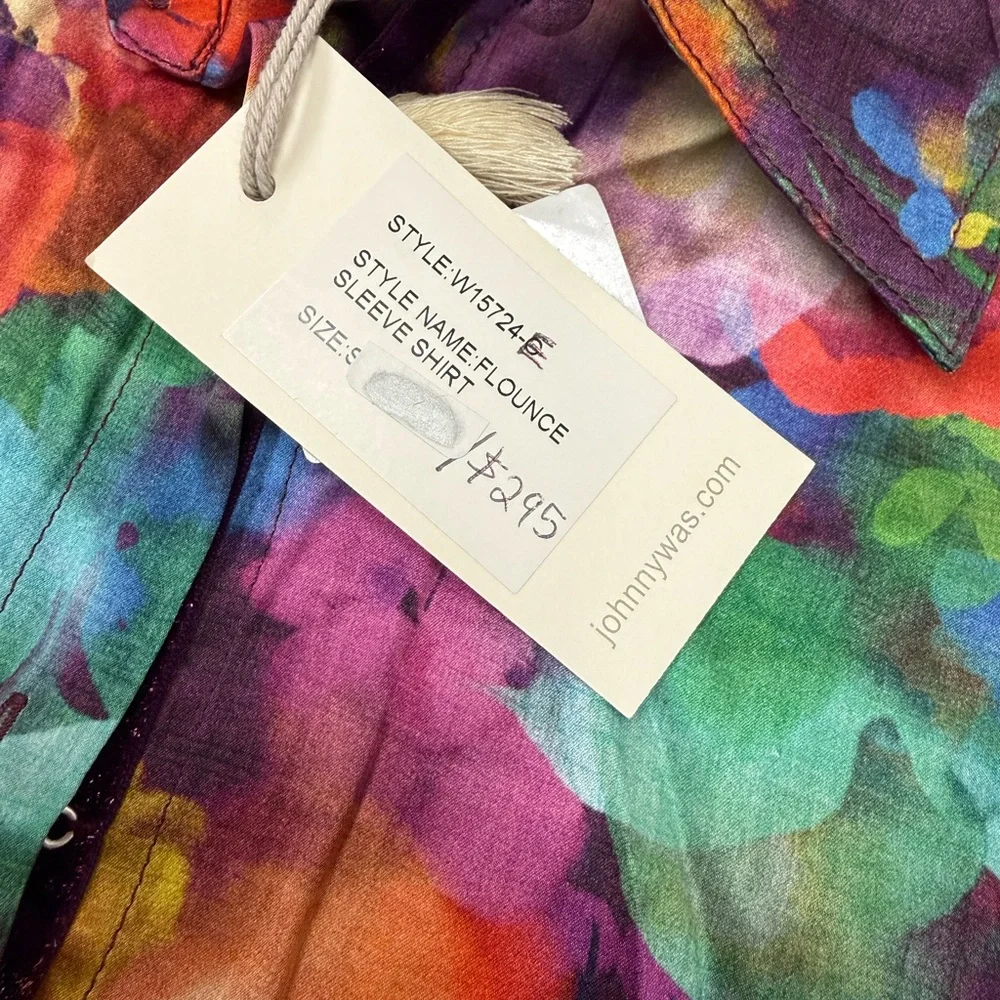 STYLE:W15724-
STYLE NAME:FLOUNCE
SLEEVE SHIRT
SIZE:S
/$295
johnnywas.com